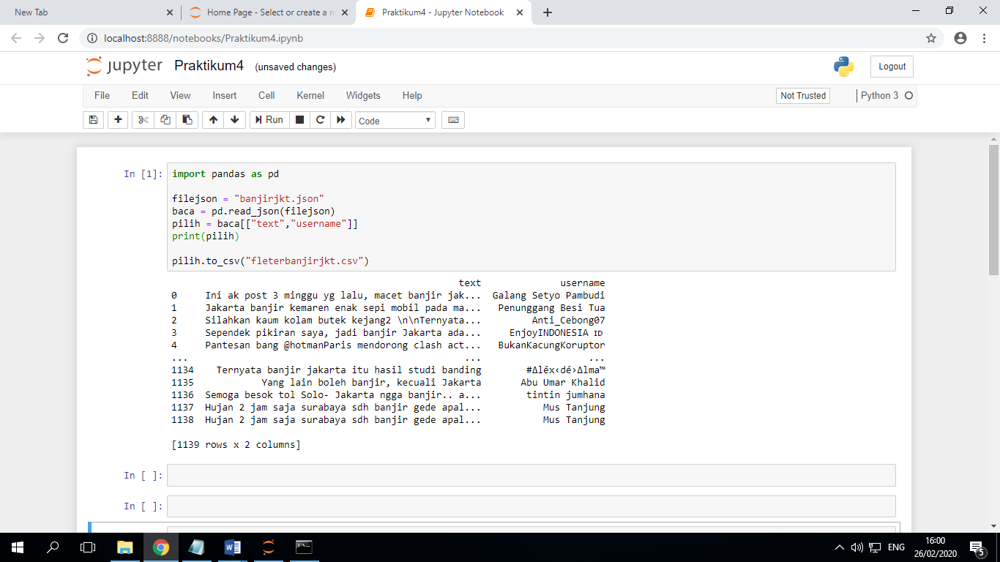 New Tab
Home Page - Select or create a n
Praktikum4 - Jupyter Notebook
localhost:8888/notebooks/Praktikum4.ipynb
jupyter Praktikum4 (unsaved changes)
Logout
File Edit View Insert Cell Kernel Widgets Help
Not Trusted
Python 3
Run
Code
In [1]:
import pandas as pd
filejson = "banjirjkt.json"
baca = pd.read_json(filejson)
pilih = baca[["text","username"]]
print(pilih)
pilih.to_csv("fleterbanjirjkt.csv")
text username
0 Ini ak post 3 minggu yg lalu, macet banjir jak... Galang Setyo Pambudi
1 Jakarta banjir kemaren enak sepi mobil pada ma... Penunggang Besi Tua
2 Silahkan kaum kolam butek kejang2 \n\nTernyata... Anti_Cebong07
3 Sependek pikiran saya, jadi banjir Jakarta ada... EnjoyINDONESIA ID
4 Pantesan bang @hotmanParis mendorong clash act... BukanKacungKoruptor
... ... ...
1134 Ternyata banjir jakarta itu hasil studi banding #Δléx‹dé›Δlma™
1135 Yang lain boleh banjir, kecuali Jakarta Abu Umar Khalid
1136 Semoga besok tol Solo- Jakarta ngga banjir.. a... tintin jumhana
1137 Hujan 2 jam saja surabaya sdh banjir gede apal... Mus Tanjung
1138 Hujan 2 jam saja surabaya sdh banjir gede apal... Mus Tanjung
[1139 rows x 2 columns]
In [ ]:
In [ ]:
ENG
16:00
26/02/2020
5